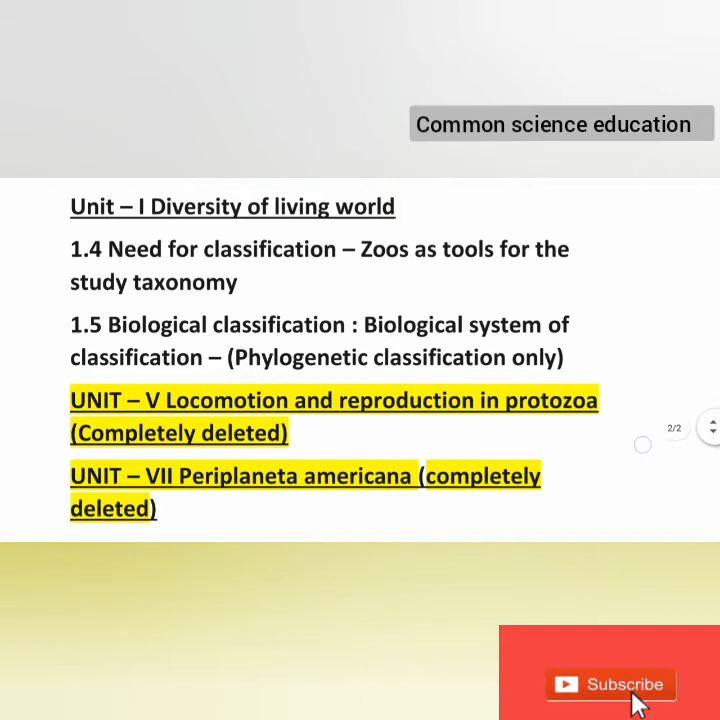 Common science education
Unit – I Diversity of living world
1.4 Need for classification – Zoos as tools for the
study taxonomy
1.5 Biological classification : Biological system of
classification – (Phylogenetic classification only)
UNIT – V Locomotion and reproduction in protozoa
(Completely deleted)
2/2
UNIT – VII Periplaneta americana (completely
deleted)
Subscribe